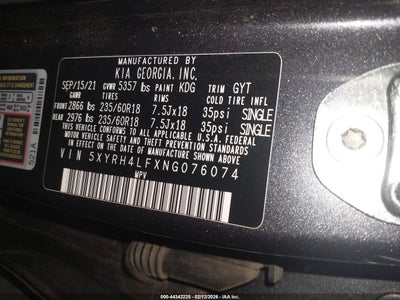 MANUFACTURED BY
KIA GEORGIA, INC.
SEP/15/21 GVWR 5357 lbs PAINT KDG TRIM GYT
GAWR TIRES RIMS COLD TIRE INFL
FRONT 2866 lbs 235/60R18 7.5Jx18 35psi SINGLE
REAR 2976 lbs 235/60R18 7.5Jx18 35psi SINGLE
THIS VEHICLE CONFORMS TO ALL APPLICABLE U.S.A. FEDERAL
MOTOR VEHICLE SAFETY, BUMPER, AND THEFT PREVENTION
STANDARDS IN EFFECT ON THE DATE OF MANUFACTURE
SHOWN ABOVE.
VIN 5XYRH4LFXNG076074
MPV
621A
000-44342228 - 02/12/2026 - IAA Inc.